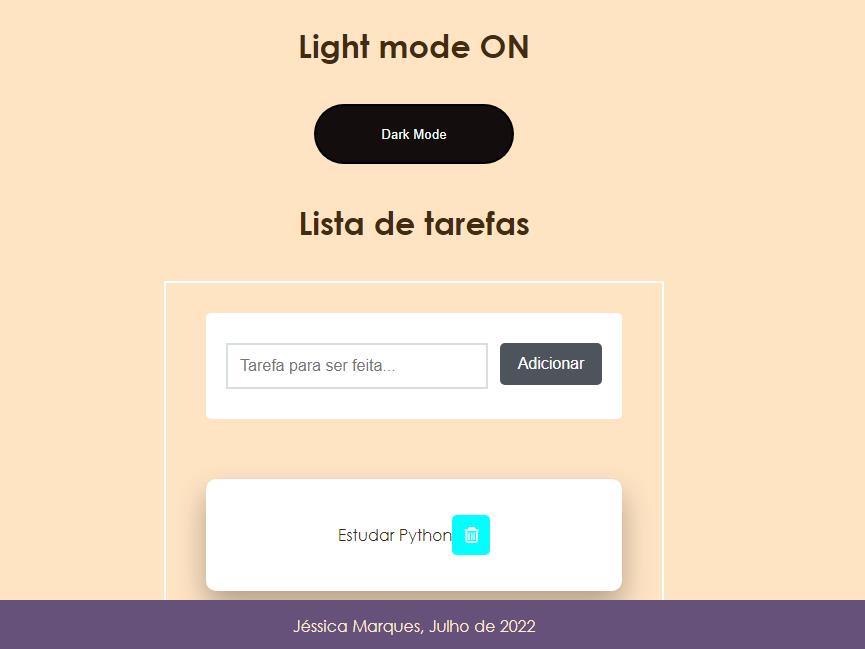 Light mode ON
Dark Mode
Lista de tarefas
Tarefa para ser feita...
Adicionar
Estudar Python
Jéssica Marques, Julho de 2022